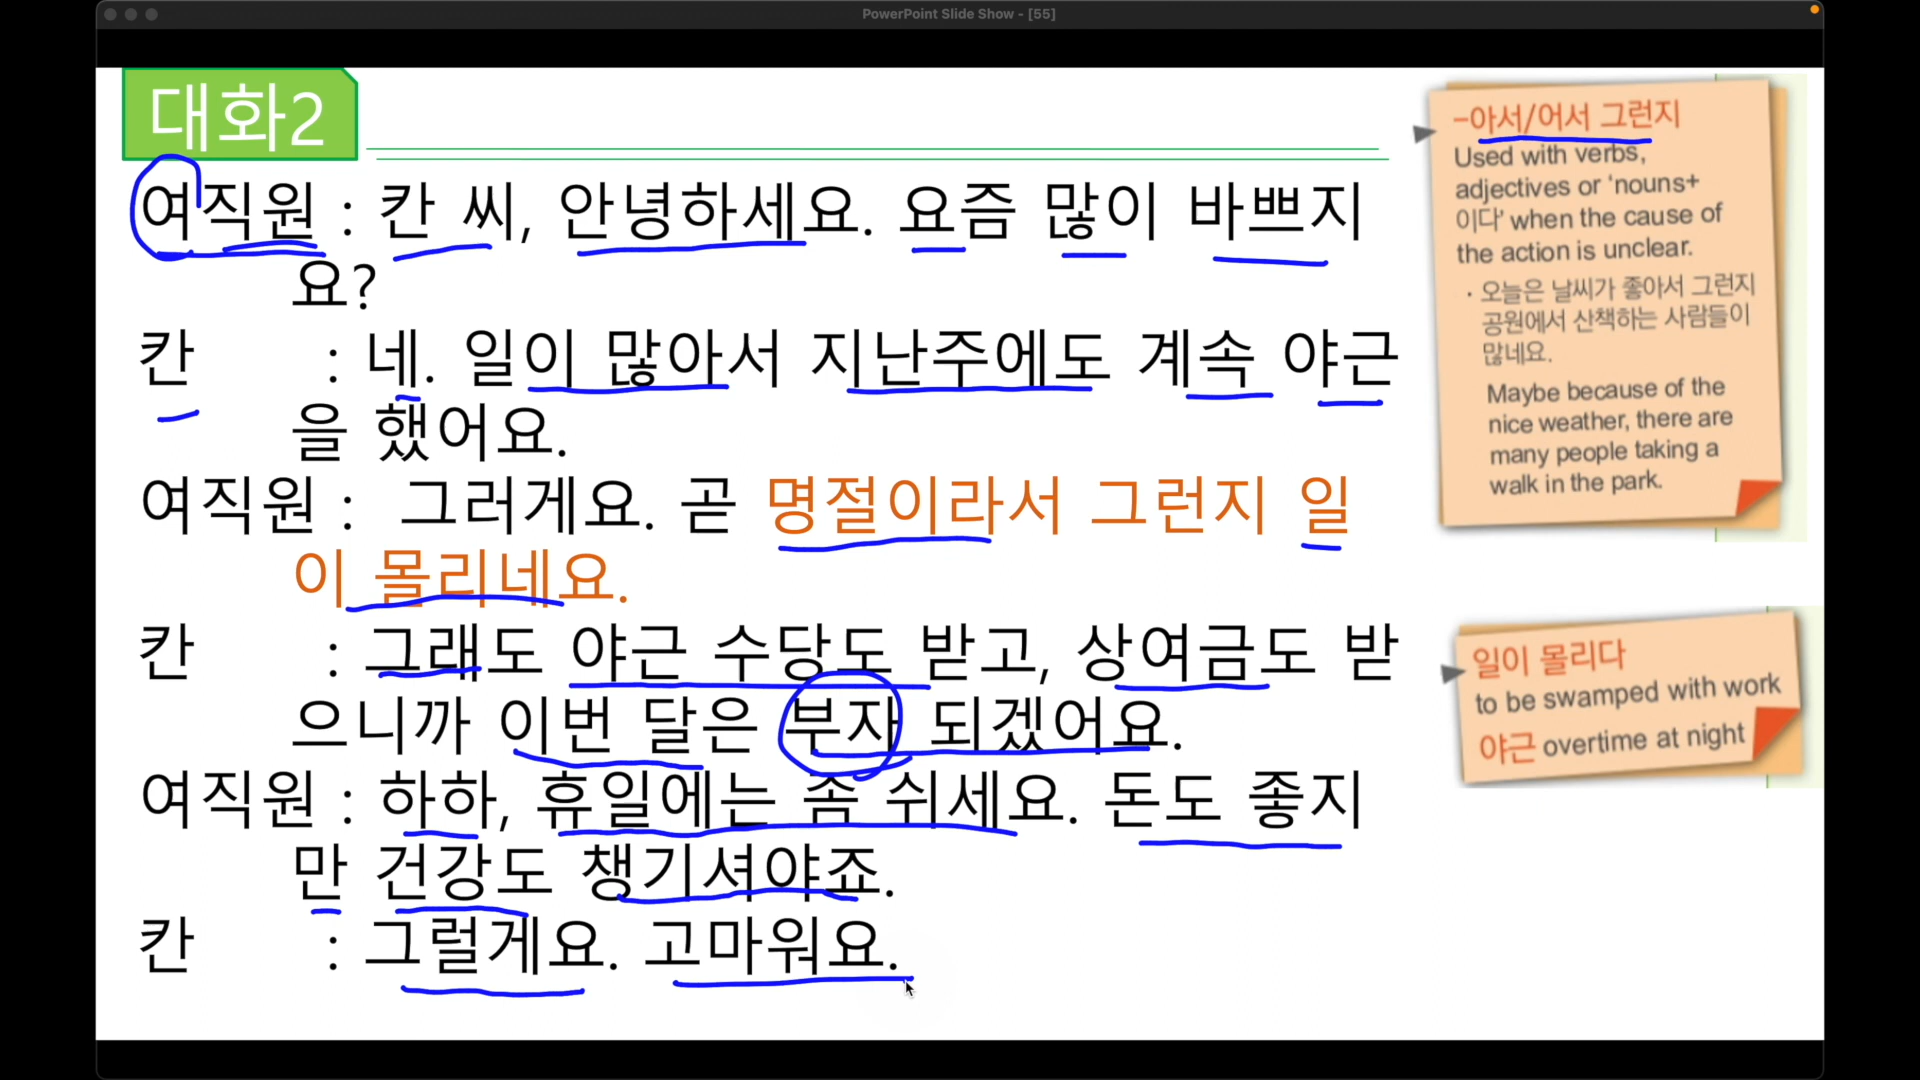 PowerPoint Slide Show - [55]
대화2
여직원 : 칸 씨, 안녕하세요. 요즘 많이 바쁘지
요?
칸 : 네. 일이 많아서 지난주에도 계속 야근
을 했어요.
여직원 : 그러게요. 곧 명절이라서 그런지 일
이 몰리네요.
칸 : 그래도 야근 수당도 받고, 상여금도 받
으니까 이번 달은 부자 되겠어요.
여직원 : 하하, 휴일에는 좀 쉬세요. 돈도 좋지
만 건강도 챙기셔야죠.
칸 : 그럴게요. 고마워요.
-아서/어서 그런지
Used with verbs,
adjectives or ‘nouns+
이다’ when the cause of
the action is unclear.
· 오늘은 날씨가 좋아서 그런지
공원에서 산책하는 사람들이
많네요.
Maybe because of the
nice weather, there are
many people taking a
walk in the park.
일이 몰리다
to be swamped with work
야근 overtime at night